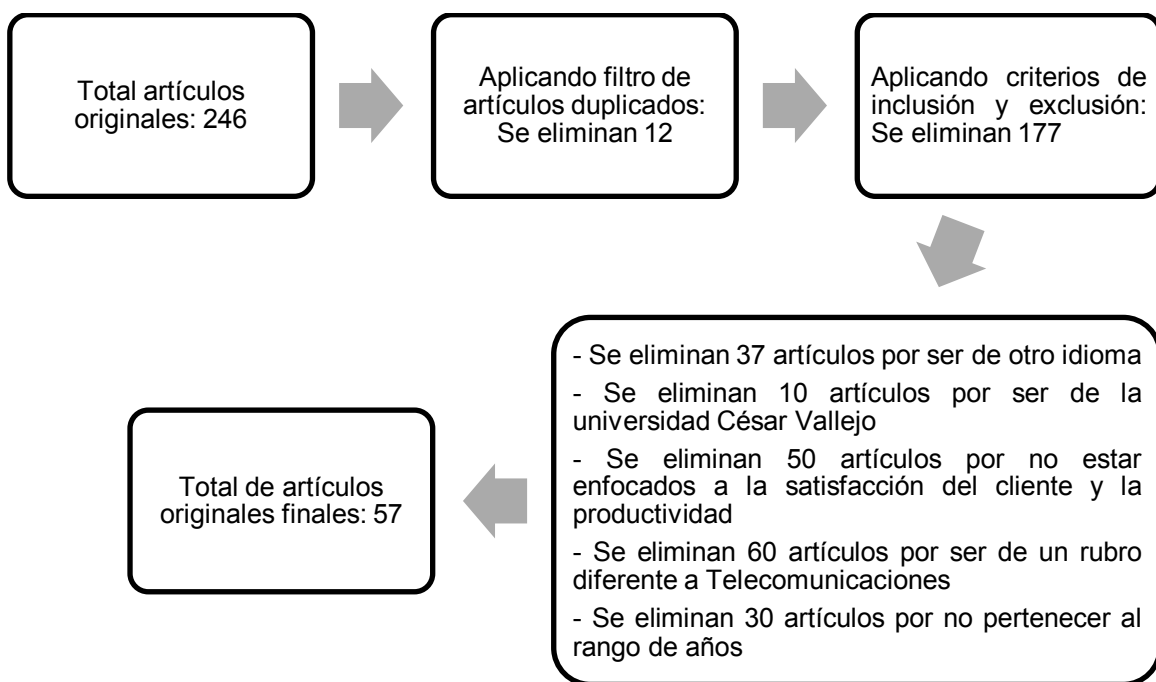 Total artículos
originales: 246
Aplicando filtro de
artículos duplicados:
Se eliminan 12
Aplicando criterios de
inclusión y exclusión:
Se eliminan 177
- Se eliminan 37 artículos por ser de otro idioma
- Se eliminan 10 artículos por ser de la
universidad César Vallejo
- Se eliminan 50 artículos por no estar
enfocados a la satisfacción del cliente y la
productividad
- Se eliminan 60 artículos por ser de un rubro
diferente a Telecomunicaciones
- Se eliminan 30 artículos por no pertenecer al
rango de años
Total de artículos
originales finales: 57